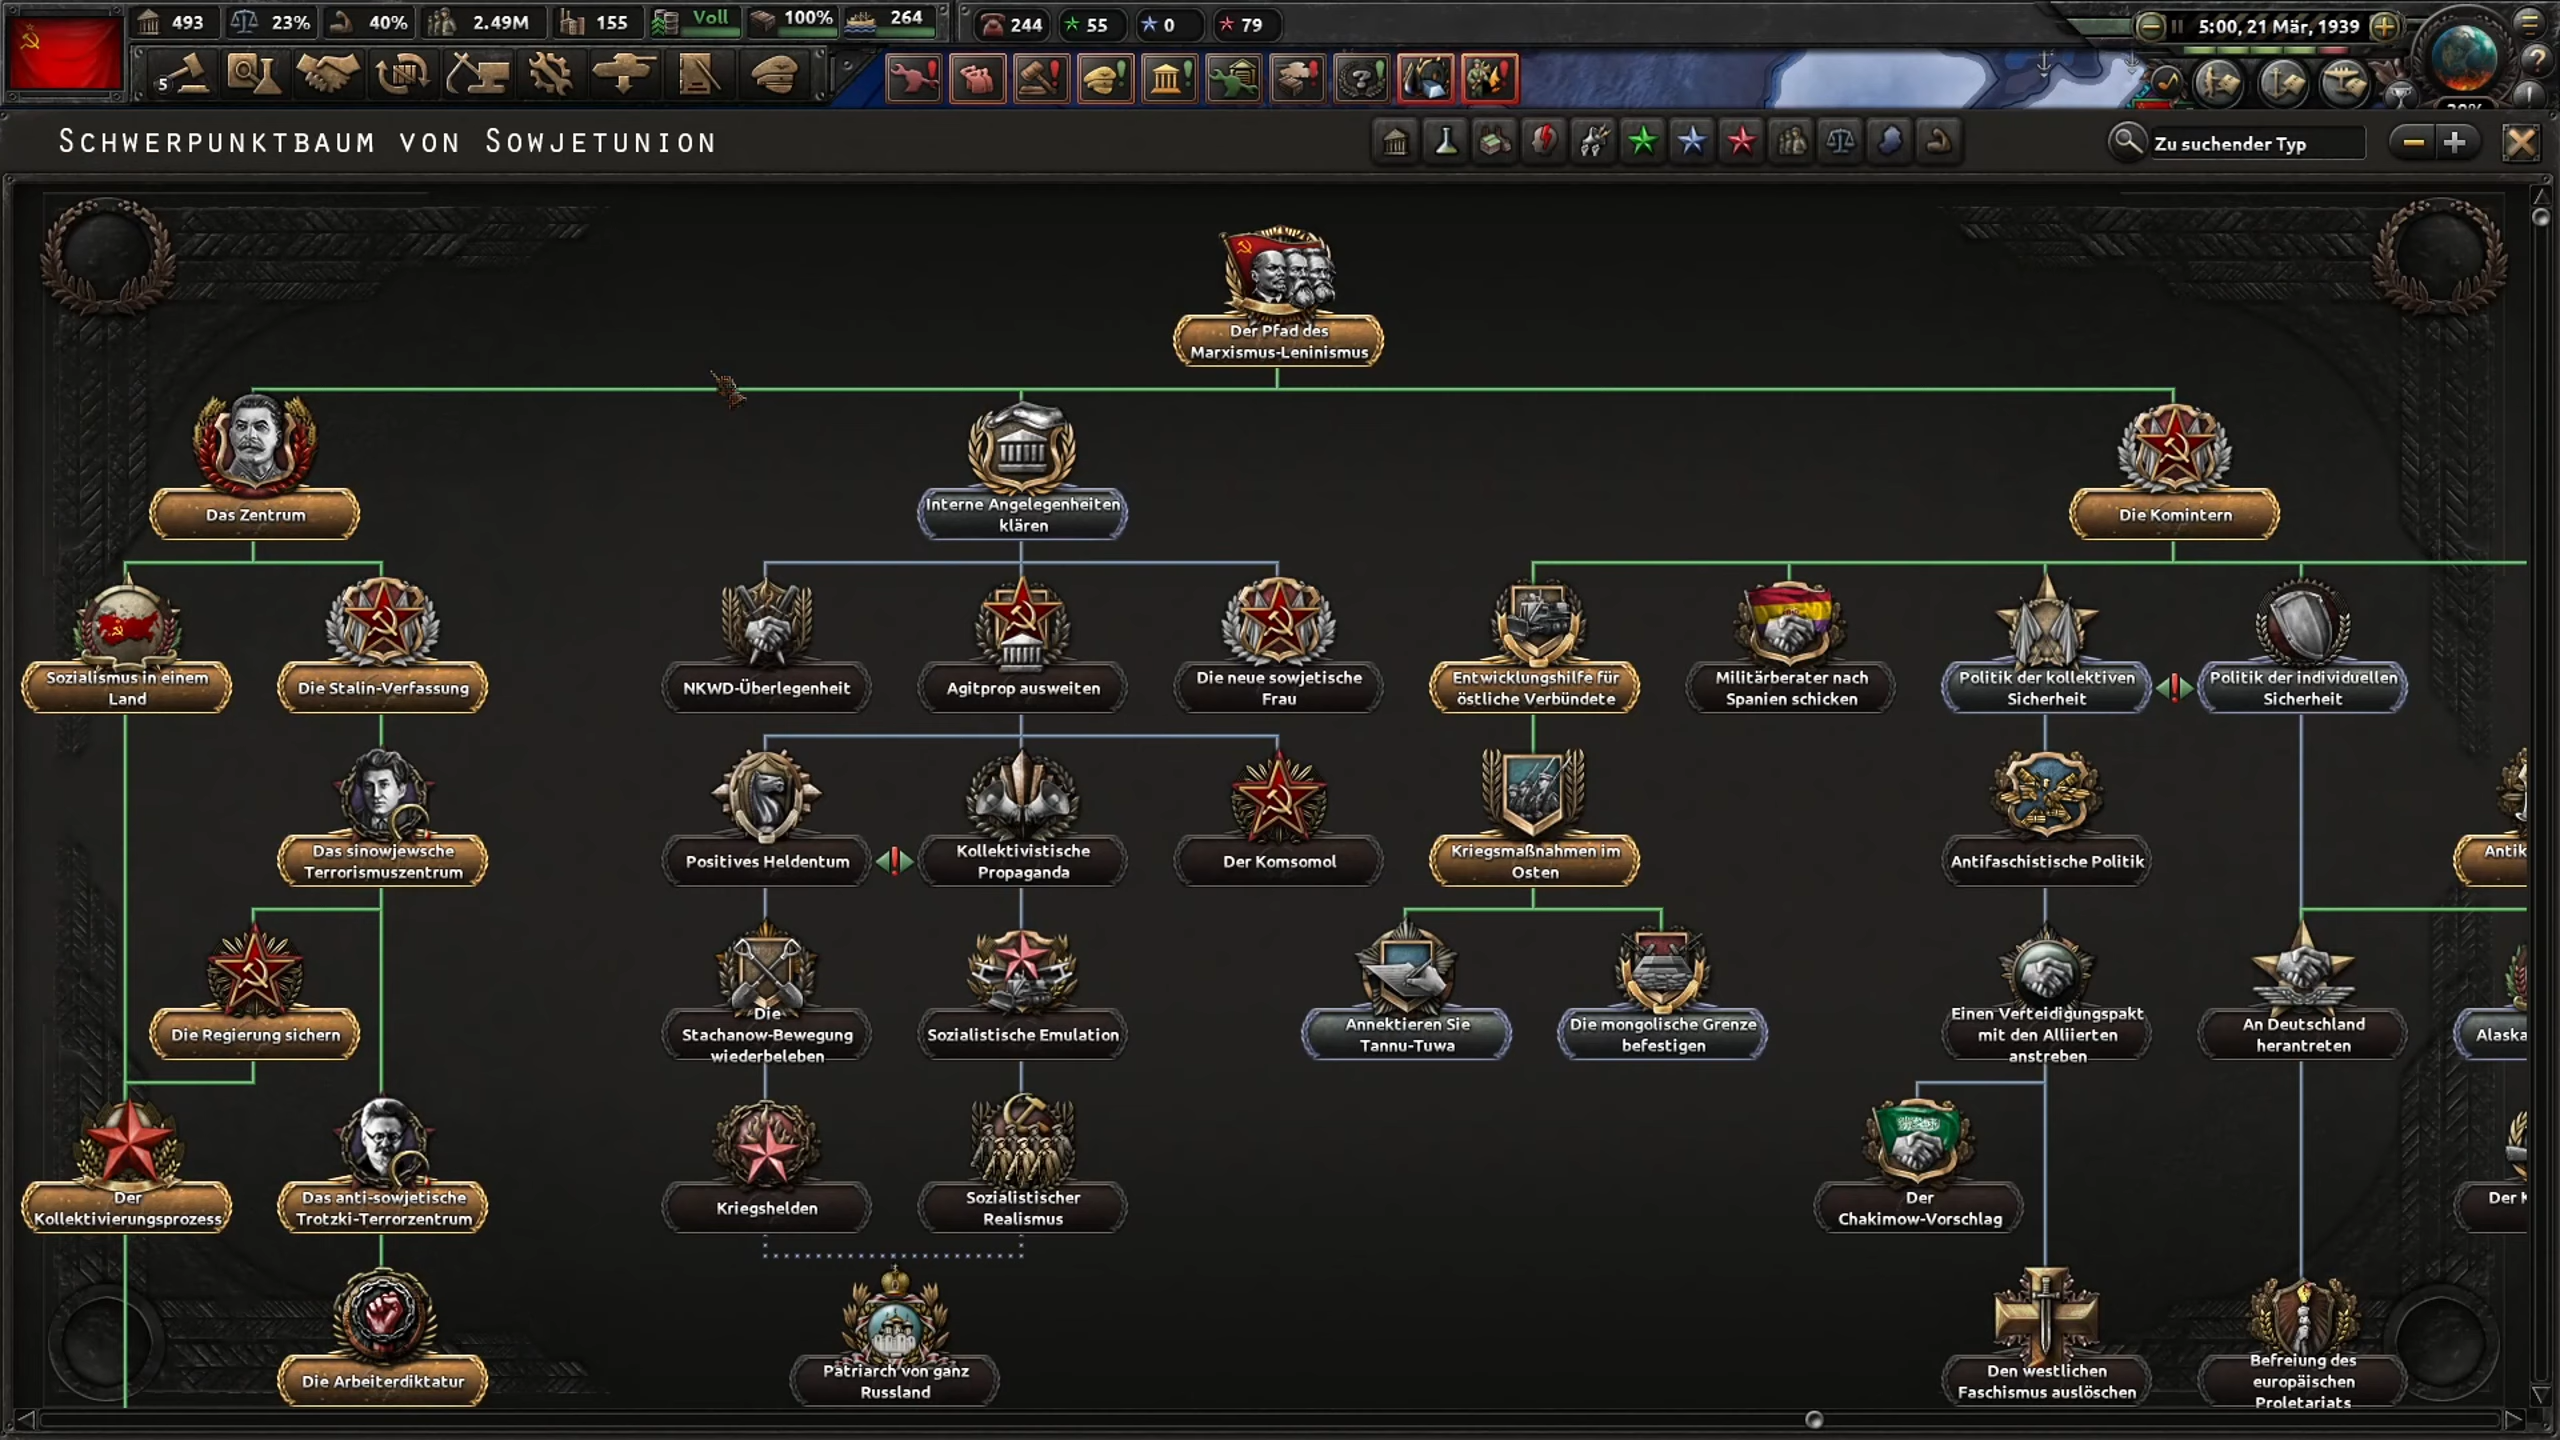 493
23%
40%
2.49M
155
Voll
100%
264
244
55
0
79
5:00, 21 Mär, 1939
5
SCHWERPUNKTBAUM VON SOWJETUNION
Zu suchender Typ
Der Pfad des
Marxismus-Leninismus
Das Zentrum
Interne Angelegenheiten
klären
Die Komintern
Sozialismus in einem
Land
Die Stalin-Verfassung
NKWD-Überlegenheit
Agitprop ausweiten
Die neue sowjetische
Frau
Entwicklungshilfe für
östliche Verbündete
Militärberater nach
Spanien schicken
Politik der kollektiven
Sicherheit
Politik der individuellen
Sicherheit
Das sinowjewsche
Terrorismuszentrum
Positives Heldentum
Kollektivistische
Propaganda
Der Komsomol
Kriegsmaßnahmen im
Osten
Antifaschistische Politik
Antik
Die Regierung sichern
Die
Stachanow-Bewegung
wiederbeleben
Sozialistische Emulation
Annektieren Sie
Tannu-Tuwa
Die mongolische Grenze
befestigen
Einen Verteidigungspakt
mit den Alliierten
anstreben
An Deutschland
herantreten
Alaska
Der
Kollektivierungsprozess
Das anti-sowjetische
Trotzki-Terrorzentrum
Kriegshelden
Sozialistischer
Realismus
Der
Chakimow-Vorschlag
Der K
Die Arbeiterdiktatur
Patriarch von ganz
Russland
Den westlichen
Faschismus auslöschen
Befreiung des
europäischen
Proletariats